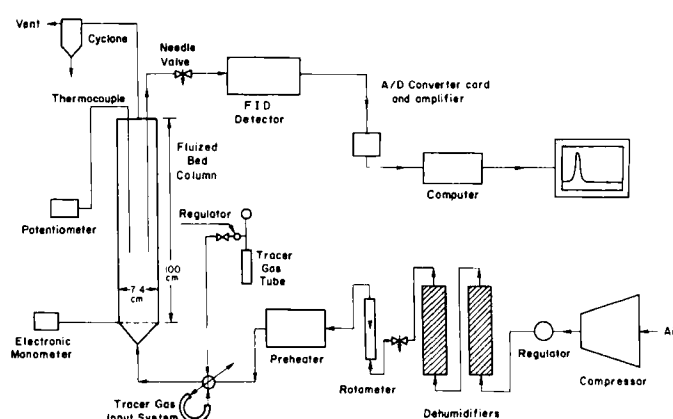 Vent
Cyclone
Needle
Valve
A/D Converter card
and amplifier
Thermocouple
FID
Detector
Fluized
Bed
Column
Computer
Regulator
Potentiometer
Tracer
Gas
Tube
100
cm
7.4
cm
Electronic
Monometer
Preheater
Rotameter
Regulator
Compressor
Tracer Gas
Input System
Dehumidifiers